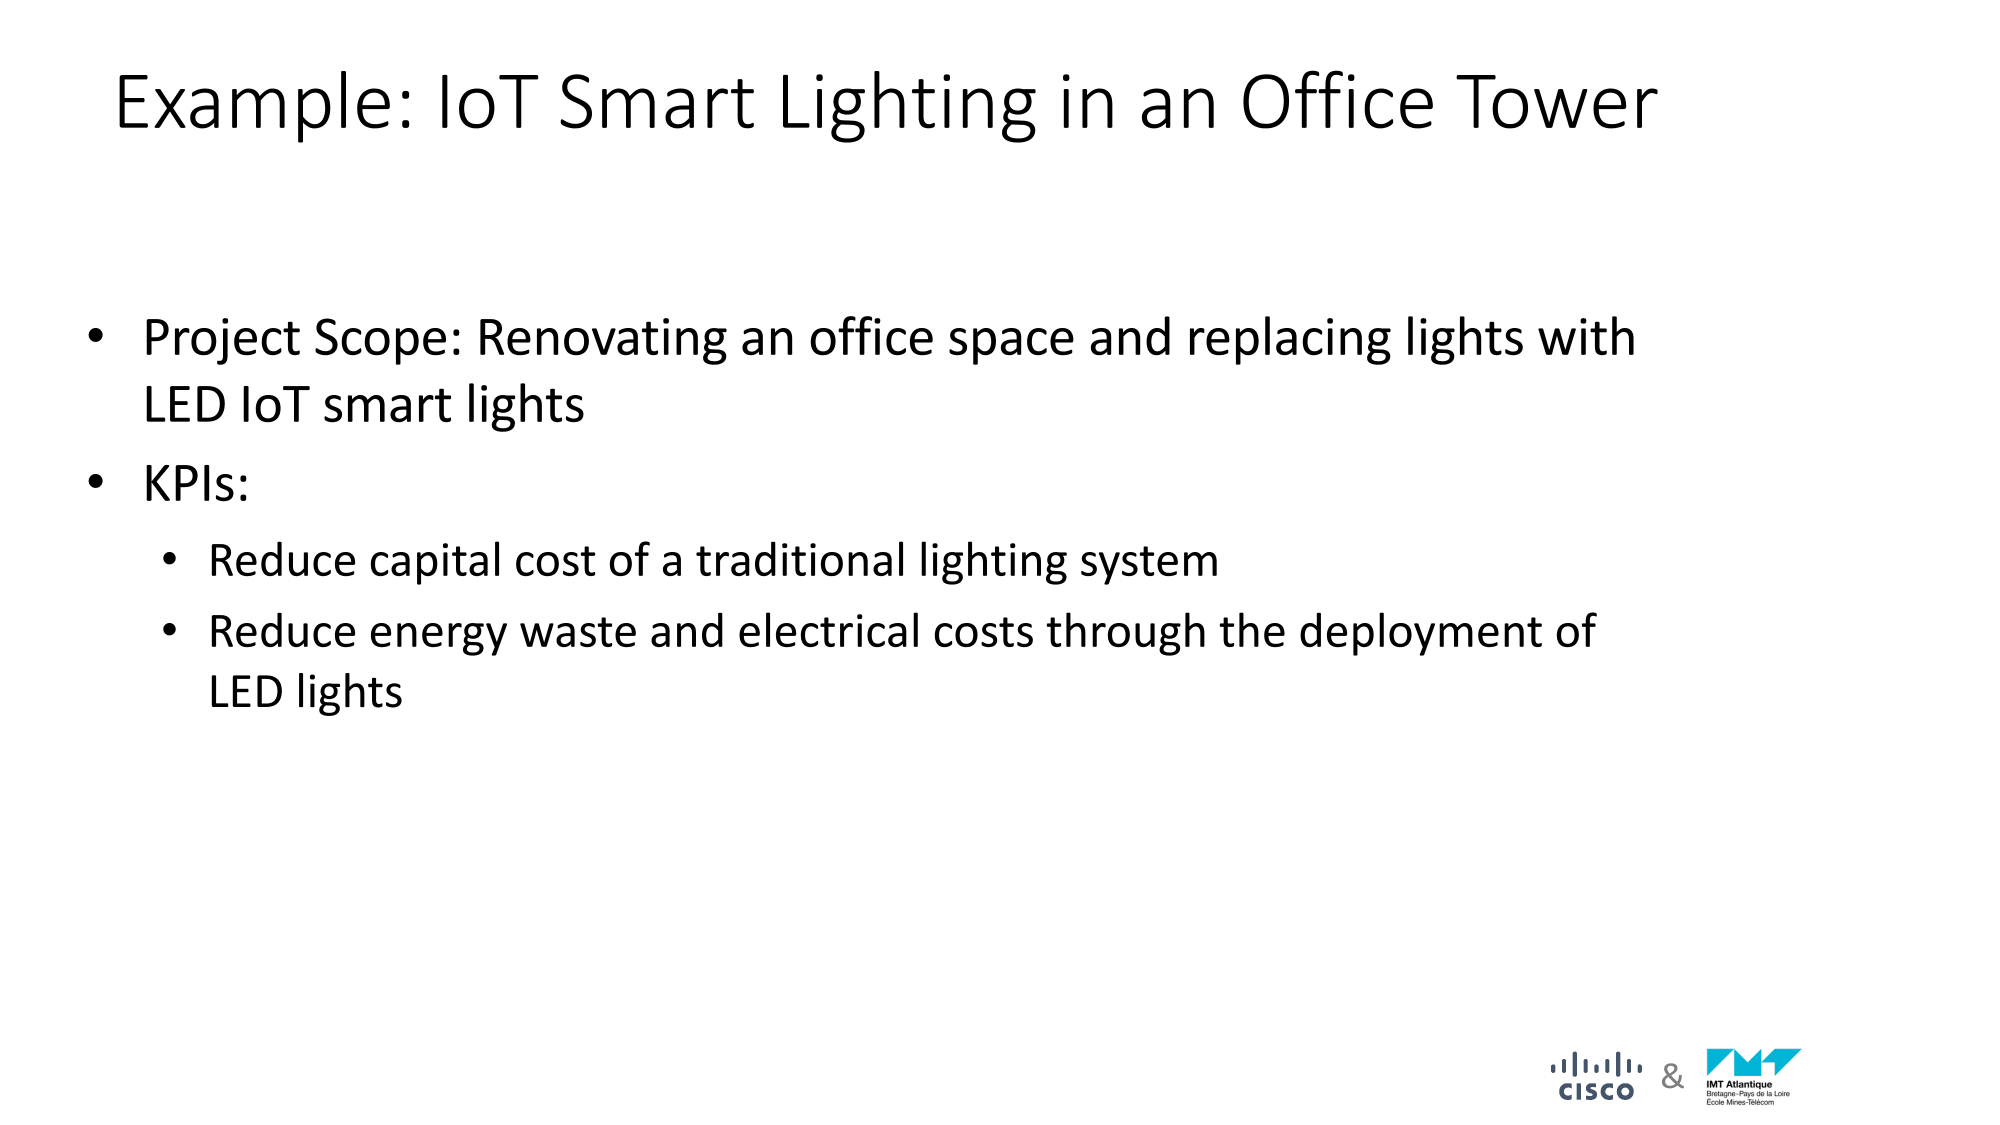 Example: IoT Smart Lighting in an Office Tower
• Project Scope: Renovating an office space and replacing lights with
LED IoT smart lights
• KPIs:
• Reduce capital cost of a traditional lighting system
• Reduce energy waste and electrical costs through the deployment of
LED lights
CISCO & IMT Atlantique
Bretagne-Pays de la Loire
École Mines-Télécom